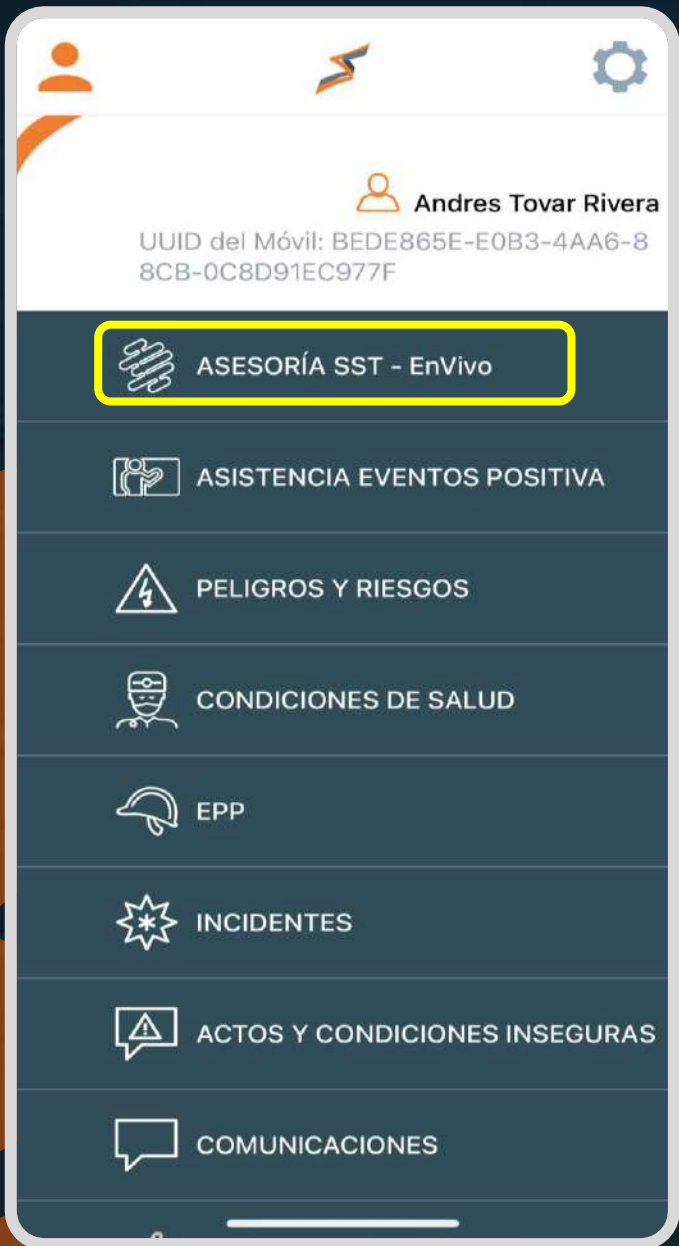 Andres Tovar Rivera
UUID del Móvil: BEDE865E-E0B3-4AA6-8
8CB-0C8D91EC977F
ASESORÍA SST - EnVivo
ASISTENCIA EVENTOS POSITIVA
PELIGROS Y RIESGOS
CONDICIONES DE SALUD
EPP
INCIDENTES
ACTOS Y CONDICIONES INSEGURAS
COMUNICACIONES